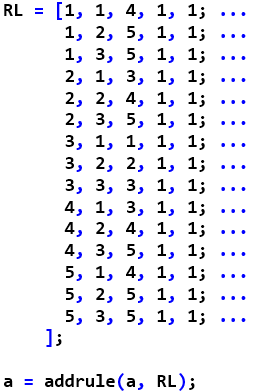 RL = [1, 1, 4, 1, 1; ...
1, 2, 5, 1, 1; ...
1, 3, 5, 1, 1; ...
2, 1, 3, 1, 1; ...
2, 2, 4, 1, 1; ...
2, 3, 5, 1, 1; ...
3, 1, 1, 1, 1; ...
3, 2, 2, 1, 1; ...
3, 3, 3, 1, 1; ...
4, 1, 3, 1, 1; ...
4, 2, 4, 1, 1; ...
4, 3, 5, 1, 1; ...
5, 1, 4, 1, 1; ...
5, 2, 5, 1, 1; ...
5, 3, 5, 1, 1; ...
];
a = addrule(a, RL);